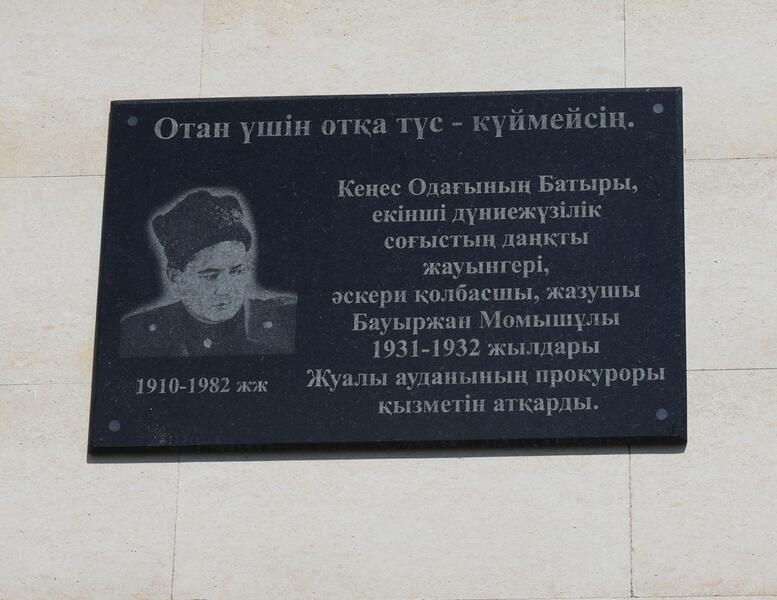 Отан үшін отқа түс - күймейсің.
Кеңес Одағының Батыры,
екінші дүниежүзілік
соғыстың даңқты
жауынгері,
әскери қолбасшы, жазушы
Бауыржан Момышұлы
1931-1932 жылдары
Жуалы ауданының прокуроры
қызметін атқарды.
1910-1982 жж